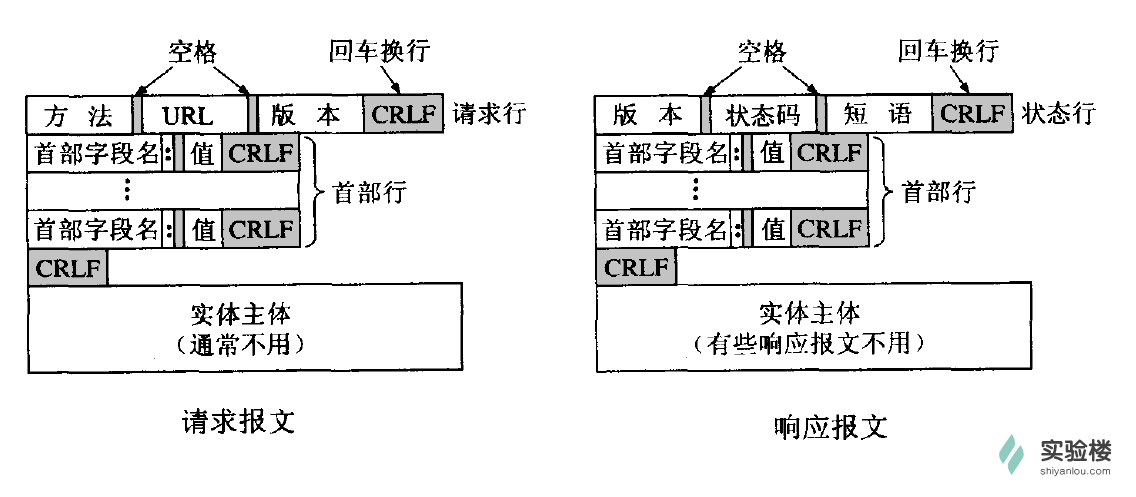 空格 回车换行
方法 URL 版本 CRLF 请求行
首部字段名: 值 CRLF
⋮ 首部行
首部字段名: 值 CRLF
CRLF
实体主体
(通常不用)
请求报文
空格 回车换行
版本 状态码 短语 CRLF 状态行
首部字段名: 值 CRLF
⋮ 首部行
首部字段名: 值 CRLF
CRLF
实体主体
(有些响应报文不用)
响应报文
实验楼
shiyanlou.com